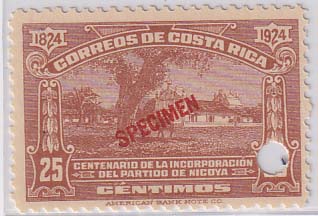 1824 1924
CORREOS DE COSTA RICA
SPECIMEN
25
CENTENARIO DE LA INCORPORACIÓN
DEL PARTIDO DE NICOYA
CÉNTIMOS
AMERICAN BANK NOTE CO.